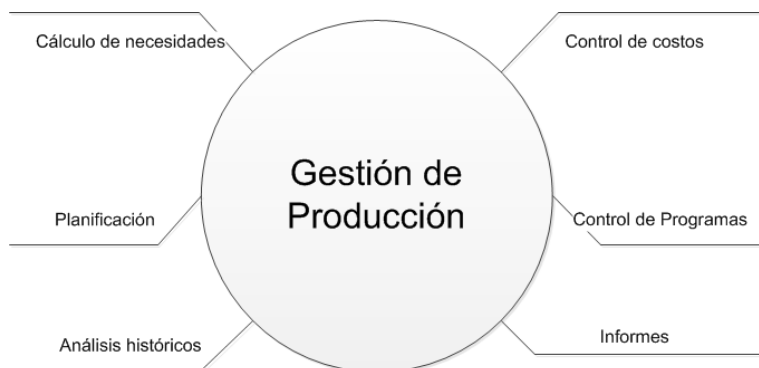 Cálculo de necesidades
Control de costos
Gestión de
Producción
Planificación
Control de Programas
Análisis históricos
Informes